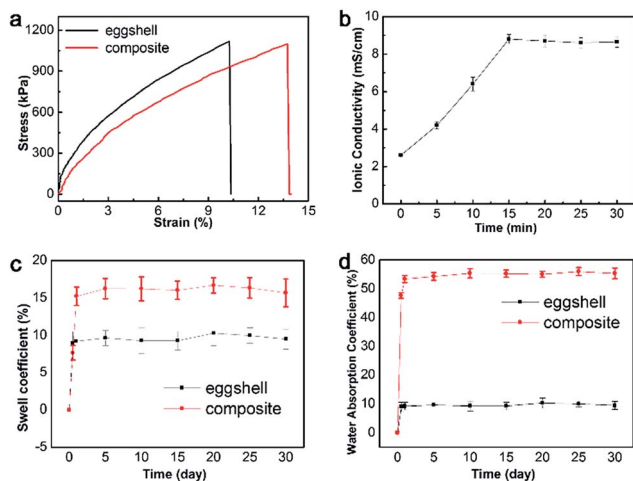 a
eggshell
composite
Stress (kPa)
1200
900
600
300
0
0 3 6 9 12 15
Strain (%)
b
Ionic Conductivity (mS/cm)
10
8
6
4
2
0
0 5 10 15 20 25 30
Time (min)
c
Swell coefficient (%)
20
15
10
5
0
-5
eggshell
composite
0 5 10 15 20 25 30
Time (day)
d
Water Absorption Coefficient (%)
60
50
40
30
20
10
0
eggshell
composite
0 5 10 15 20 25 30
Time (day)